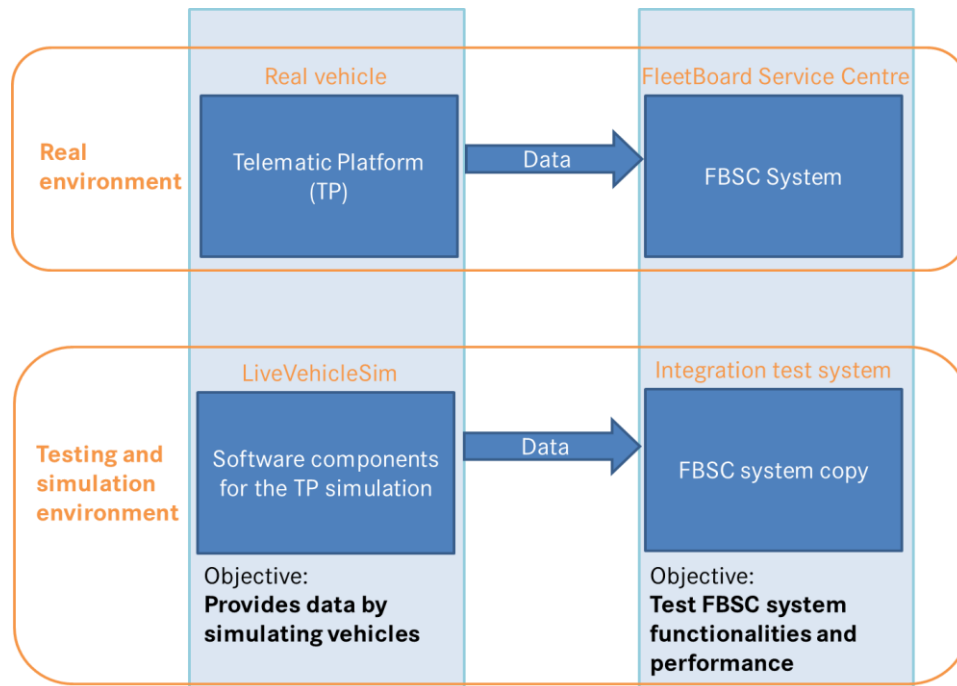 Real vehicle
FleetBoard Service Centre
Real
environment
Telematic Platform
(TP)
Data
FBSC System
LiveVehicleSim
Integration test system
Testing and
simulation
environment
Software components
for the TP simulation
Data
FBSC system copy
Objective:
Provides data by
simulating vehicles
Objective:
Test FBSC system
functionalities and
performance